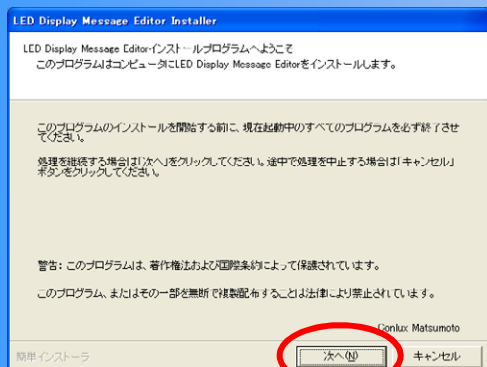 LED Display Message Editor Installer
LED Display Message Editorインストールプログラムへようこそ
このプログラムはコンピュータにLED Display Message Editorをインストールします。
このプログラムのインストールを開始する前に、現在起動中のすべてのプログラムを必ず終了させ
てください。
処理を継続する場合は「次へ」をクリックしてください。途中で処理を中止する場合は「キャンセル」
ボタンをクリックしてください。
警告: このプログラムは、著作権法および国際条約によって保護されています。
このプログラム、またはその一部を無断で複製配布することは法律により禁止されています。
Conlux Matsumoto
簡単インストーラ
次へ(N)
キャンセル